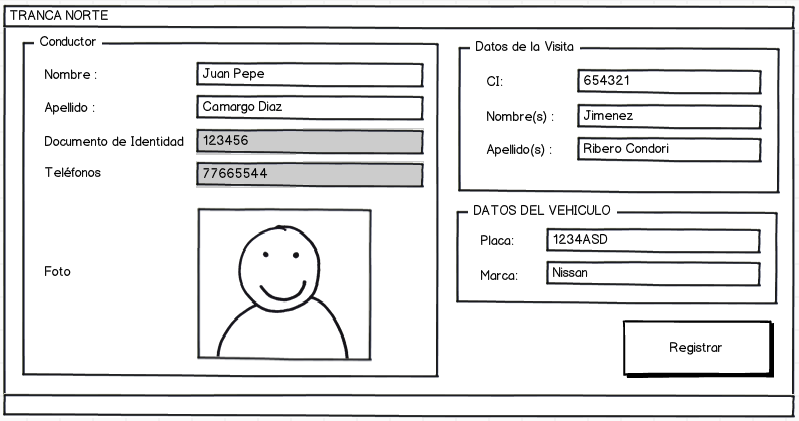 TRANCA NORTE
Conductor
Nombre : Juan Pepe
Apellido : Camargo Diaz
Documento de Identidad 123456
Teléfonos 77665544
Foto
Datos de la Visita
CI: 654321
Nombre(s) : Jimenez
Apellido(s) : Ribero Condori
DATOS DEL VEHICULO
Placa: 1234ASD
Marca: Nissan
Registrar